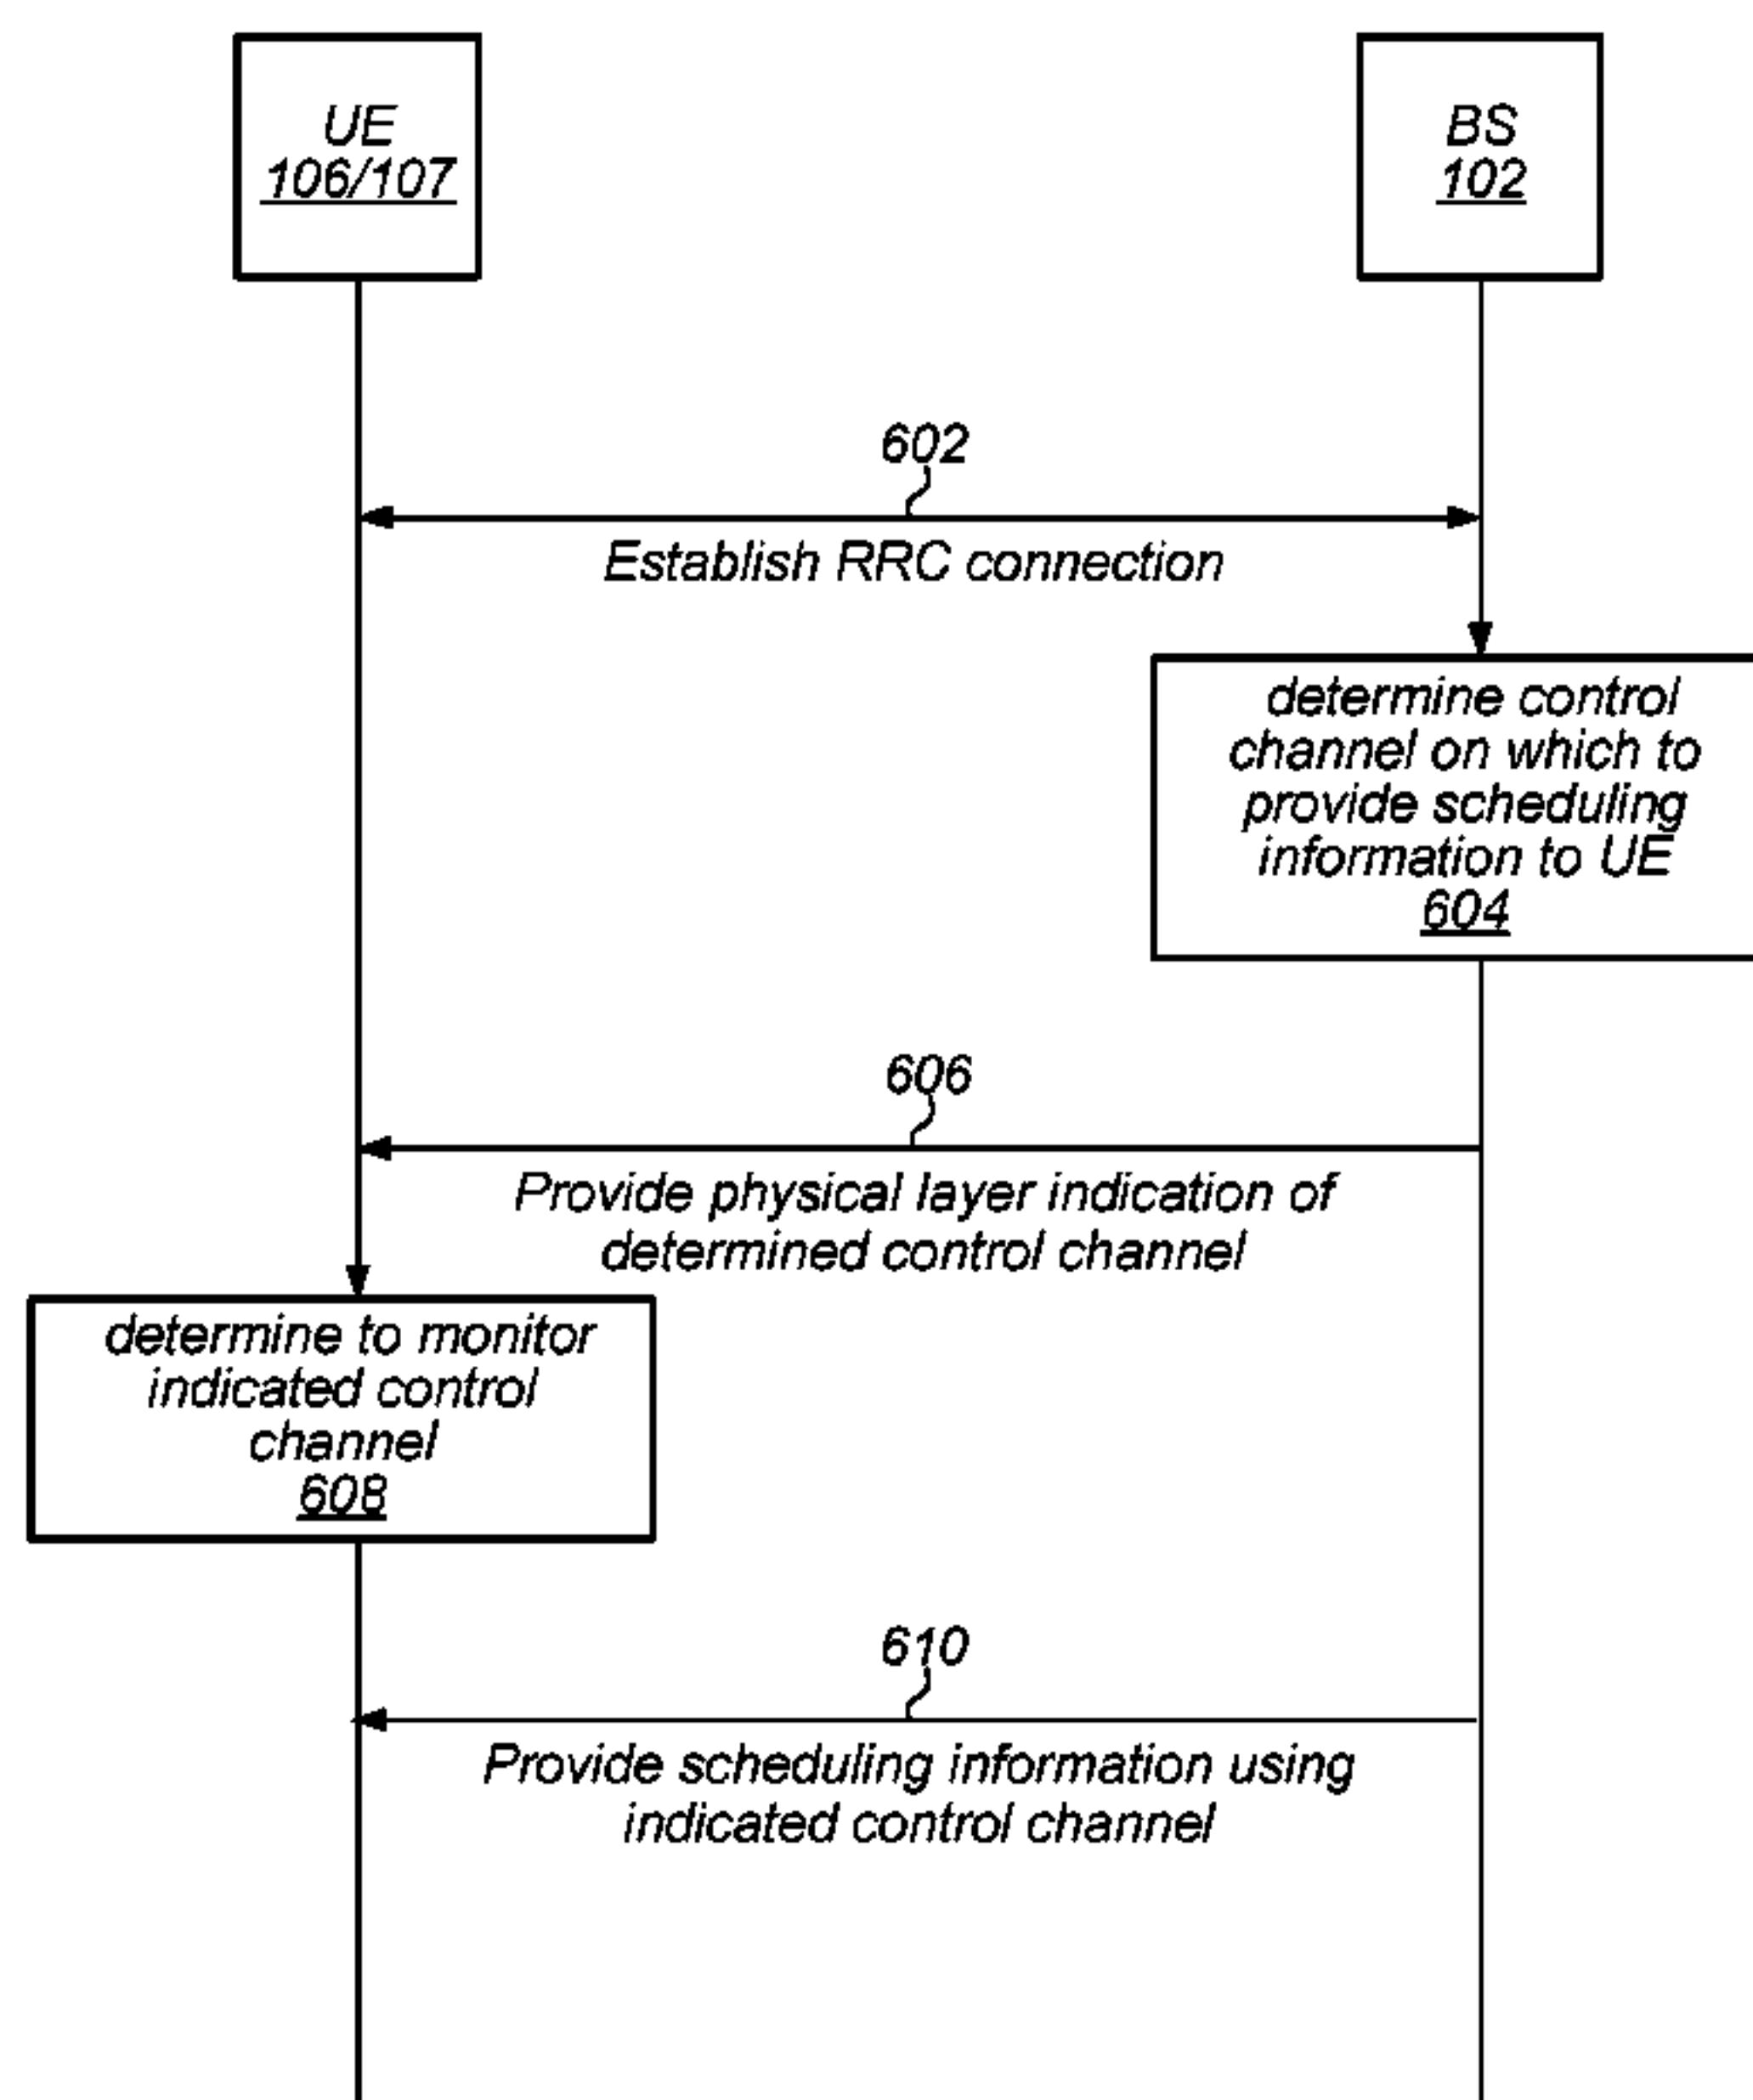 UE
106/107
BS
102
602
Establish RRC connection
determine control
channel on which to
provide scheduling
information to UE
604
606
Provide physical layer indication of
determined control channel
determine to monitor
indicated control
channel
608
610
Provide scheduling information using
indicated control channel